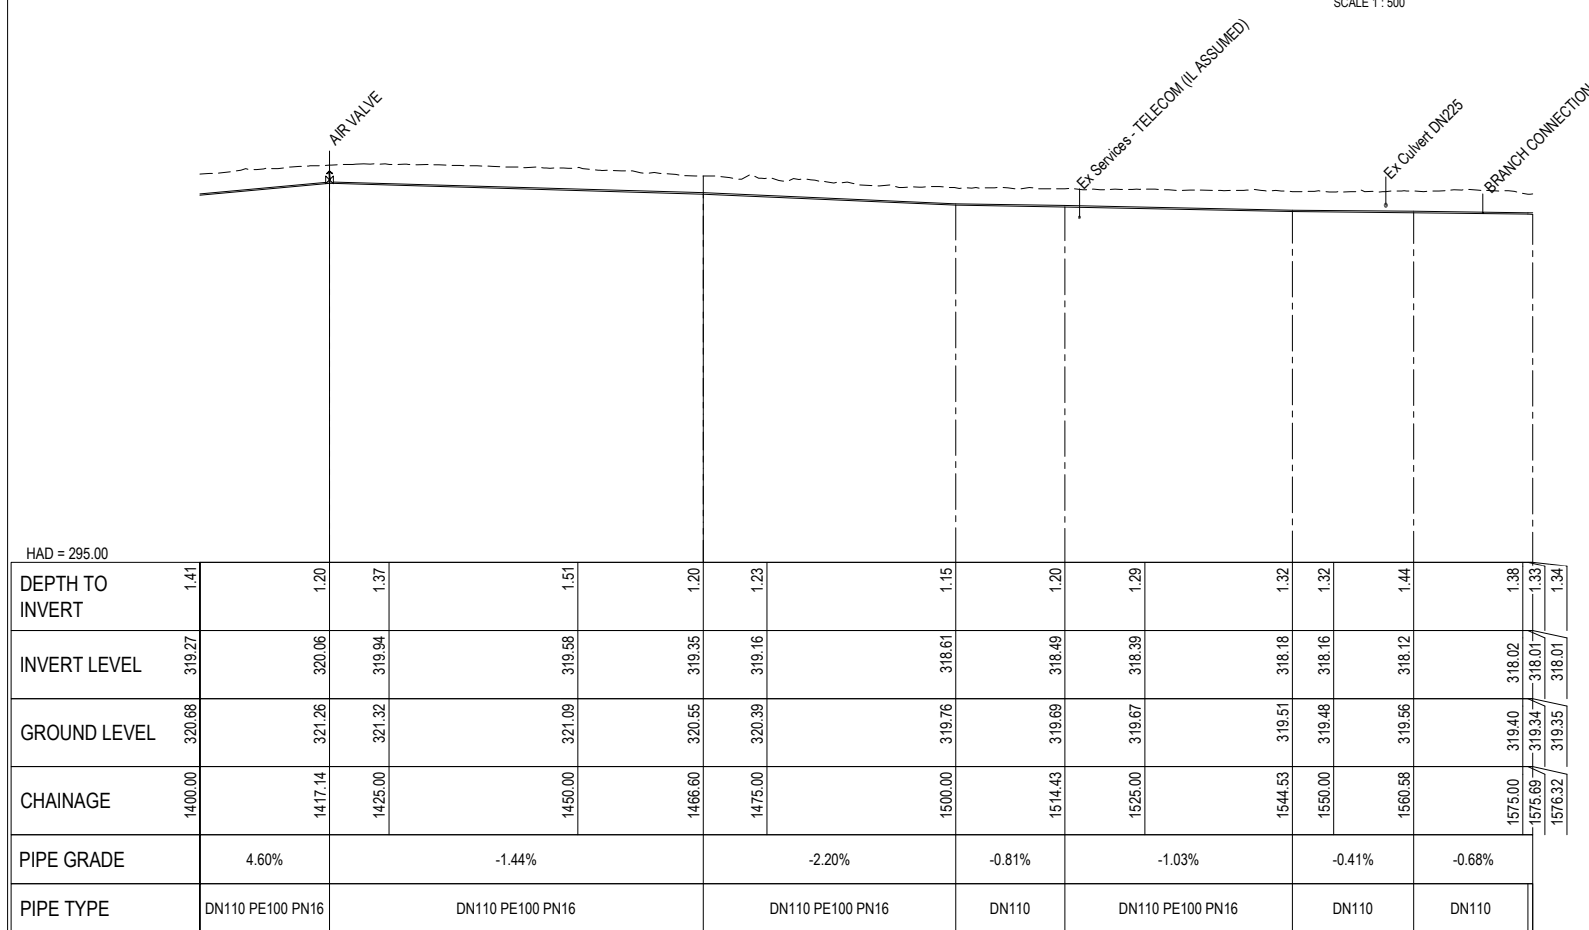 SCALE 1 : 500
AIR VALVE
Ex Services - TELECOM (IL ASSUMED)
Ex Culvert DN225
BRANCH CONNECTION
HAD = 295.00
DEPTH TO
INVERT
1.41 1.20 1.37 1.51 1.20 1.23 1.15 1.20 1.29 1.32 1.32 1.44 1.38 1.33 1.34
INVERT LEVEL 319.27 320.06 319.94 319.58 319.35 319.16 318.61 318.49 318.39 318.18 318.16 318.12 318.02 318.01 318.01
GROUND LEVEL 320.68 321.26 321.32 321.09 320.55 320.39 319.76 319.69 319.67 319.51 319.48 319.56 319.40 319.34 319.35
CHAINAGE 1400.00 1417.14 1425.00 1450.00 1466.60 1475.00 1500.00 1514.43 1525.00 1544.53 1550.00 1560.58 1575.00 1575.69 1576.32
PIPE GRADE 4.60% -1.44% -2.20% -0.81% -1.03% -0.41% -0.68%
PIPE TYPE DN110 PE100 PN16 DN110 PE100 PN16 DN110 PE100 PN16 DN110 DN110 PE100 PN16 DN110 DN110